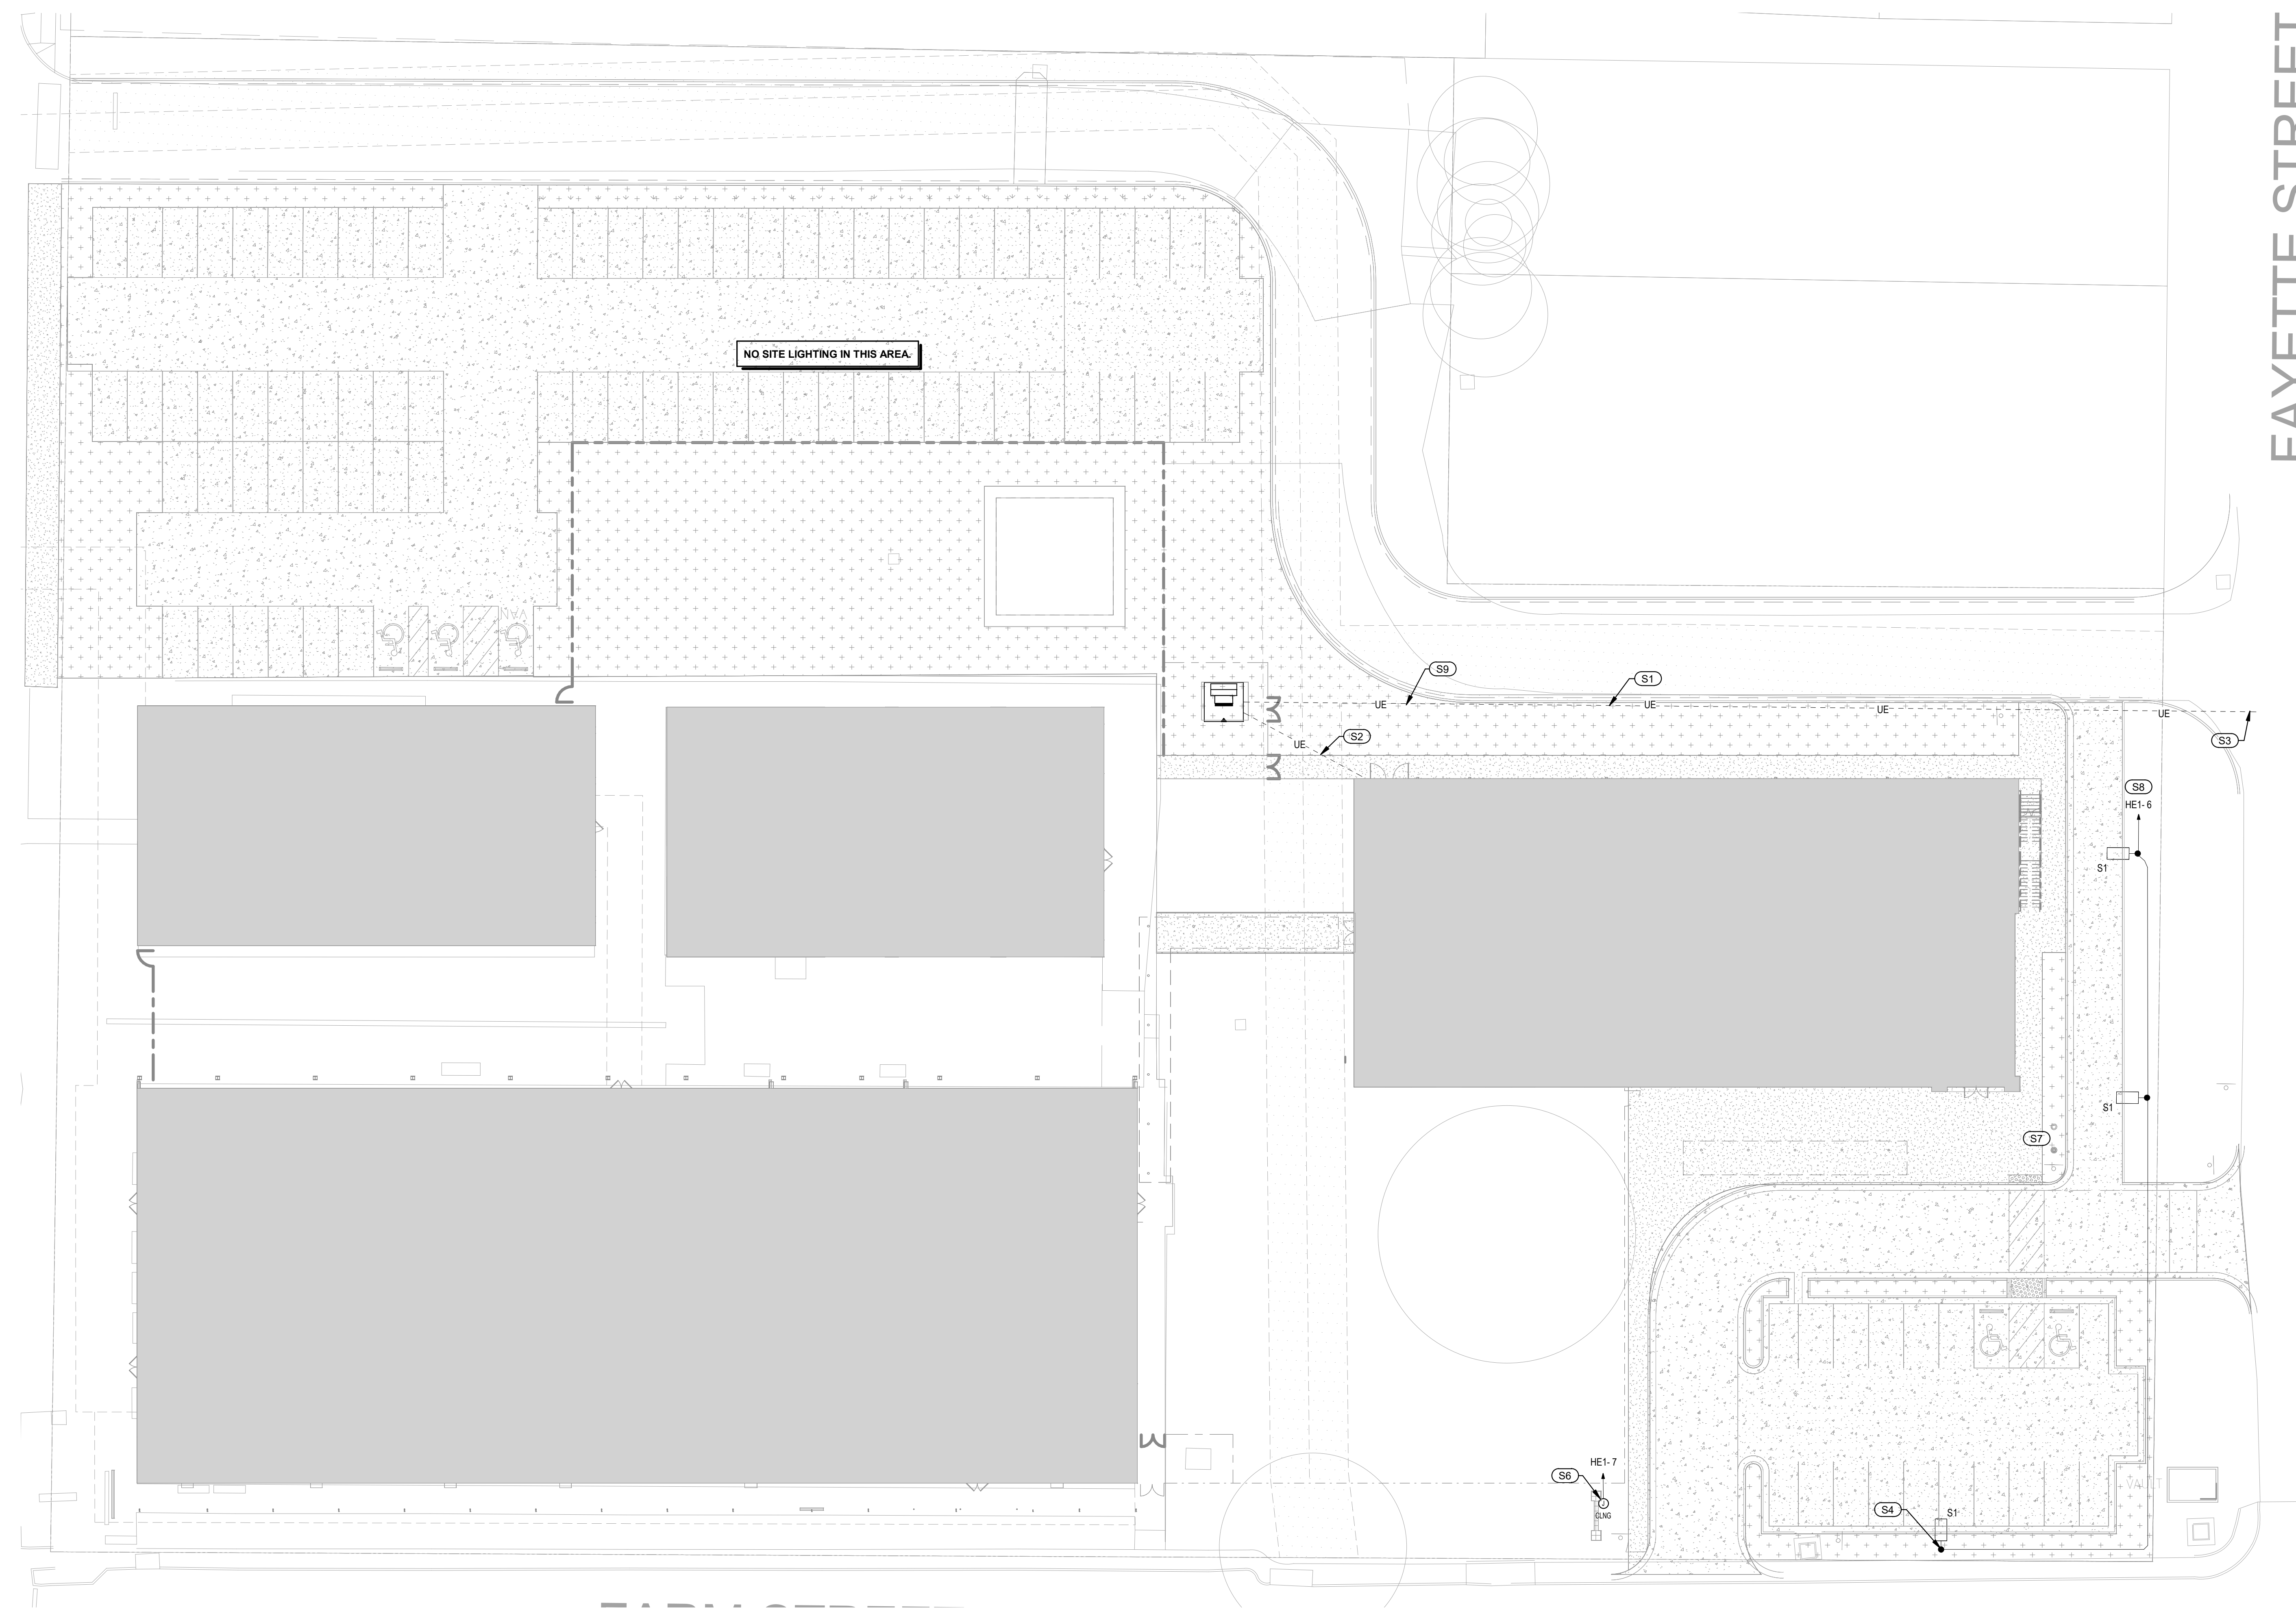 FAYETTE STREET
NO SITE LIGHTING IN THIS AREA.
VAN
S9
S1
UE
UE
UE
UE
S3
S2
UE
S8
HE1- 6
S1
S1
S7
HE1- 7
S6
J
CLNG
S4
S1
VAULT